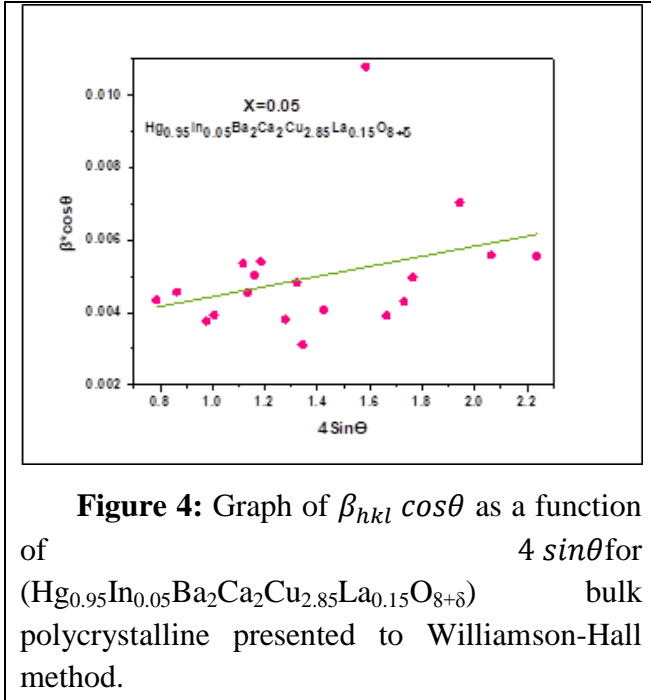 X=0.05
Hg₀.₉₅In₀.₀₅Ba₂Ca₂Cu₂.₈₅La₀.₁₅O₈₊δ
0.010
0.008
0.006
0.004
0.002
β*cosθ
0.8 1.0 1.2 1.4 1.6 1.8 2.0 2.2
4SinΘ
Figure 4: Graph of βₕₖₗ cosθ as a function
of 4 sinθfor
(Hg₀.₉₅In₀.₀₅Ba₂Ca₂Cu₂.₈₅La₀.₁₅O₈₊δ) bulk
polycrystalline presented to Williamson-Hall
method.